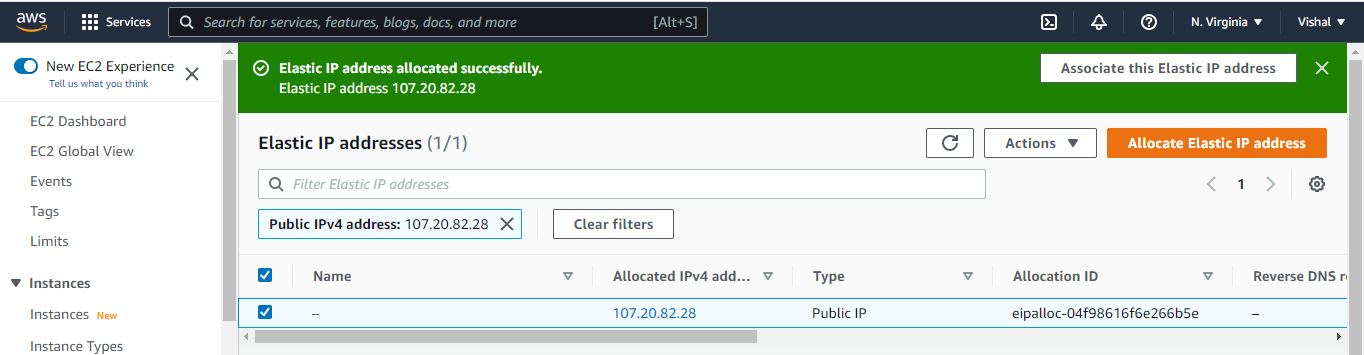 aws
Services
Search for services, features, blogs, docs, and more
[Alt+S]
N. Virginia
Vishal
New EC2 Experience
Tell us what you think
EC2 Dashboard
EC2 Global View
Events
Tags
Limits
Instances
Instances New
Instance Types
Elastic IP address allocated successfully.
Elastic IP address 107.20.82.28
Associate this Elastic IP address
Elastic IP addresses (1/1)
Actions
Allocate Elastic IP address
Filter Elastic IP addresses
1
Public IPv4 address: 107.20.82.28
Clear filters
Name Allocated IPv4 add... Type Allocation ID Reverse DNS r
– 107.20.82.28 Public IP eipalloc-04f98616f6e266b5e –